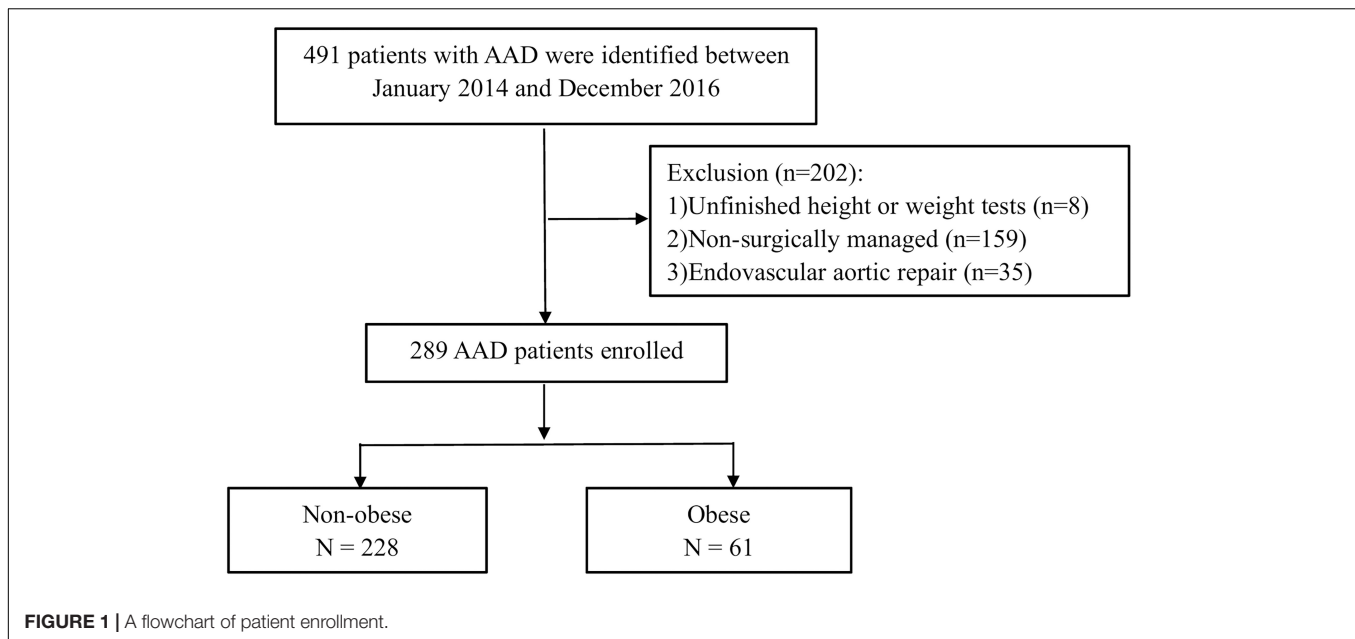 491 patients with AAD were identified between
January 2014 and December 2016
Exclusion (n=202):
1)Unfinished height or weight tests (n=8)
2)Non-surgically managed (n=159)
3)Endovascular aortic repair (n=35)
289 AAD patients enrolled
Non-obese
N = 228
Obese
N = 61
FIGURE 1 | A flowchart of patient enrollment.